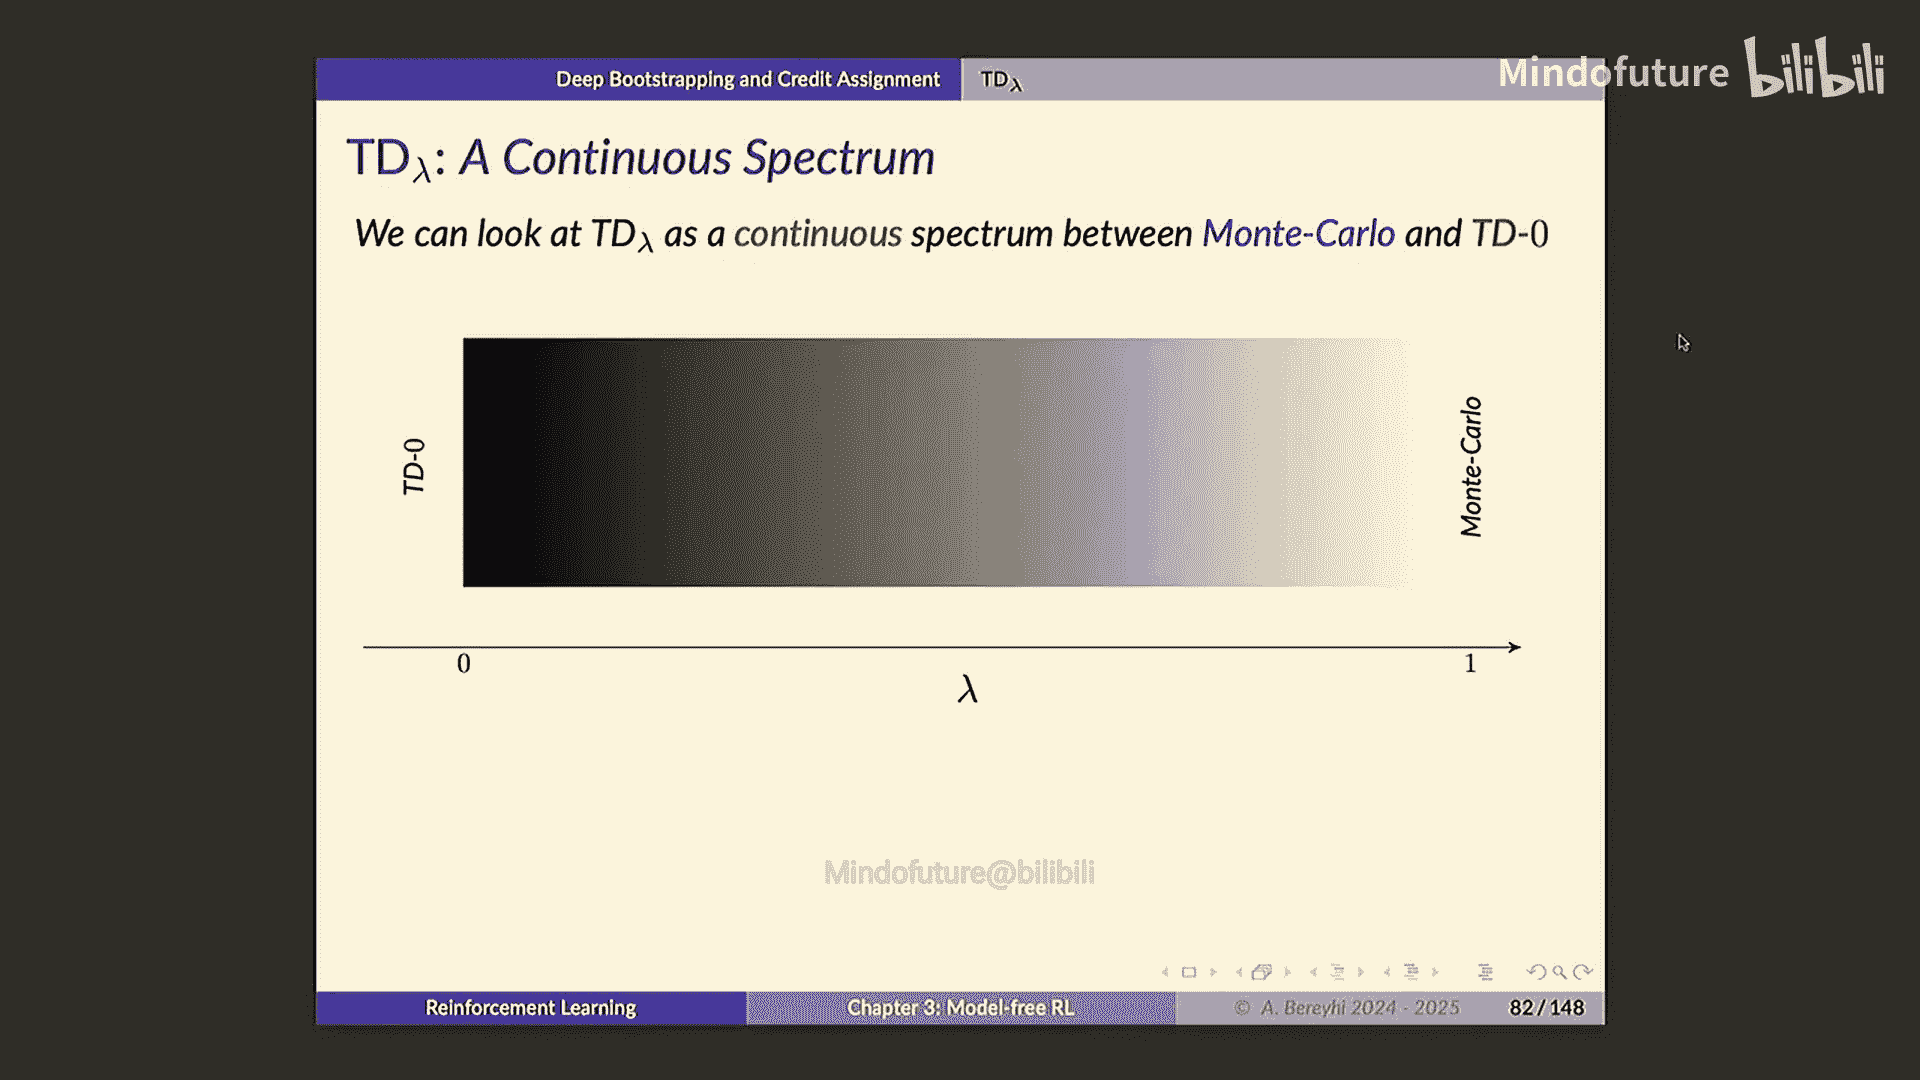 Mindofuture bilibili
Deep Bootstrapping and Credit Assignment TDλ
TDλ: A Continuous Spectrum
We can look at TDλ as a continuous spectrum between Monte-Carlo and TD-0
TD-0
Monte-Carlo
0 1
λ
Mindofuture@bilibili
Reinforcement Learning Chapter 3: Model-free RL © A. Bereyhi 2024 - 2025 82 / 148